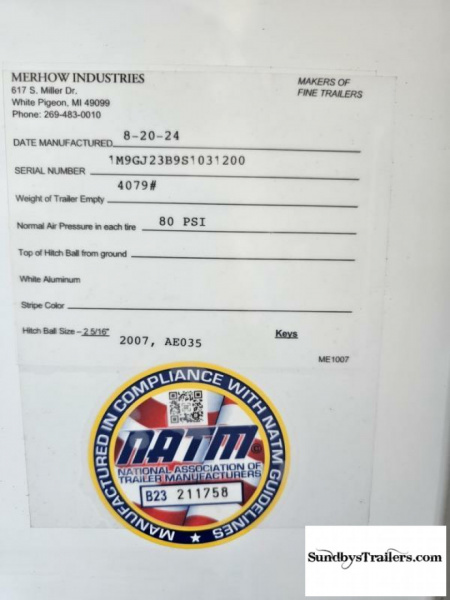 MERHOW INDUSTRIES
617 S. Miller Dr.
White Pigeon, MI 49099
Phone: 269-483-0010
MAKERS OF
FINE TRAILERS
DATE MANUFACTURED 8-20-24
SERIAL NUMBER 1M9GJ23B9S1031200
Weight of Trailer Empty 4079#
Normal Air Pressure in each tire 80 PSI
Top of Hitch Ball from ground
White Aluminum
Stripe Color
Hitch Ball Size – 2 5/16" 2007, AE035 Keys
ME1007
MANUFACTURED IN COMPLIANCE WITH NATM GUIDELINES
NATM
NATIONAL ASSOCIATION OF
TRAILER MANUFACTURERS
B23 211758
SundbysTrailers.com